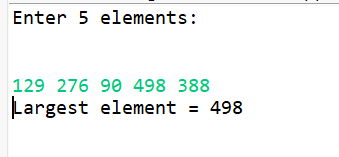 Enter 5 elements:
129 276 90 498 388
Largest element = 498